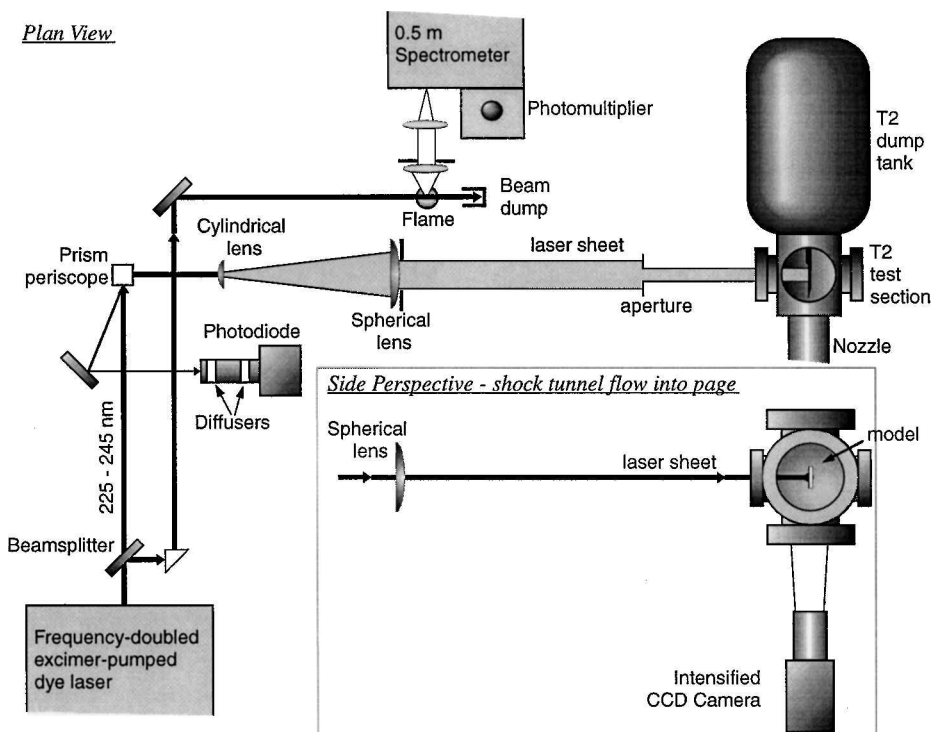 Plan View
0.5 m
Spectrometer
Photomultiplier
T2
dump
tank
Beam
dump
Flame
Cylindrical
lens
Prism
periscope
laser sheet
T2
test
section
aperture
Spherical
lens
Nozzle
Photodiode
Diffusers
225 - 245 nm
Beamsplitter
Frequency-doubled
excimer-pumped
dye laser
Side Perspective - shock tunnel flow into page
Spherical
lens
laser sheet
model
Intensified
CCD Camera